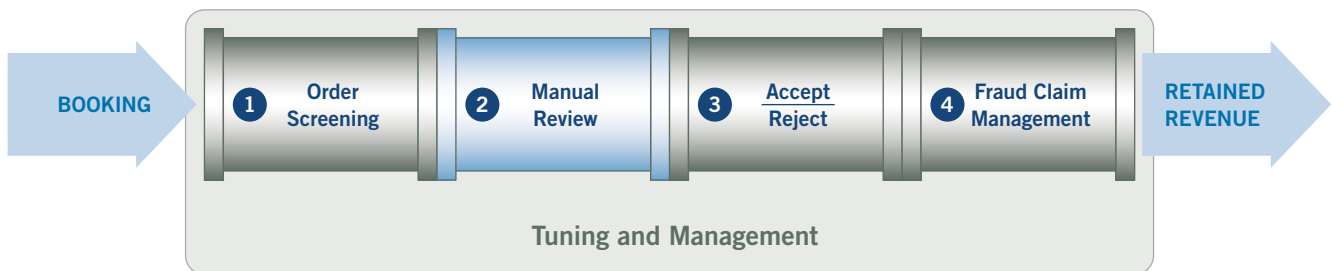 BOOKING
1
Order
Screening
2
Manual
Review
3
Accept
Reject
4
Fraud Claim
Management
RETAINED
REVENUE
Tuning and Management